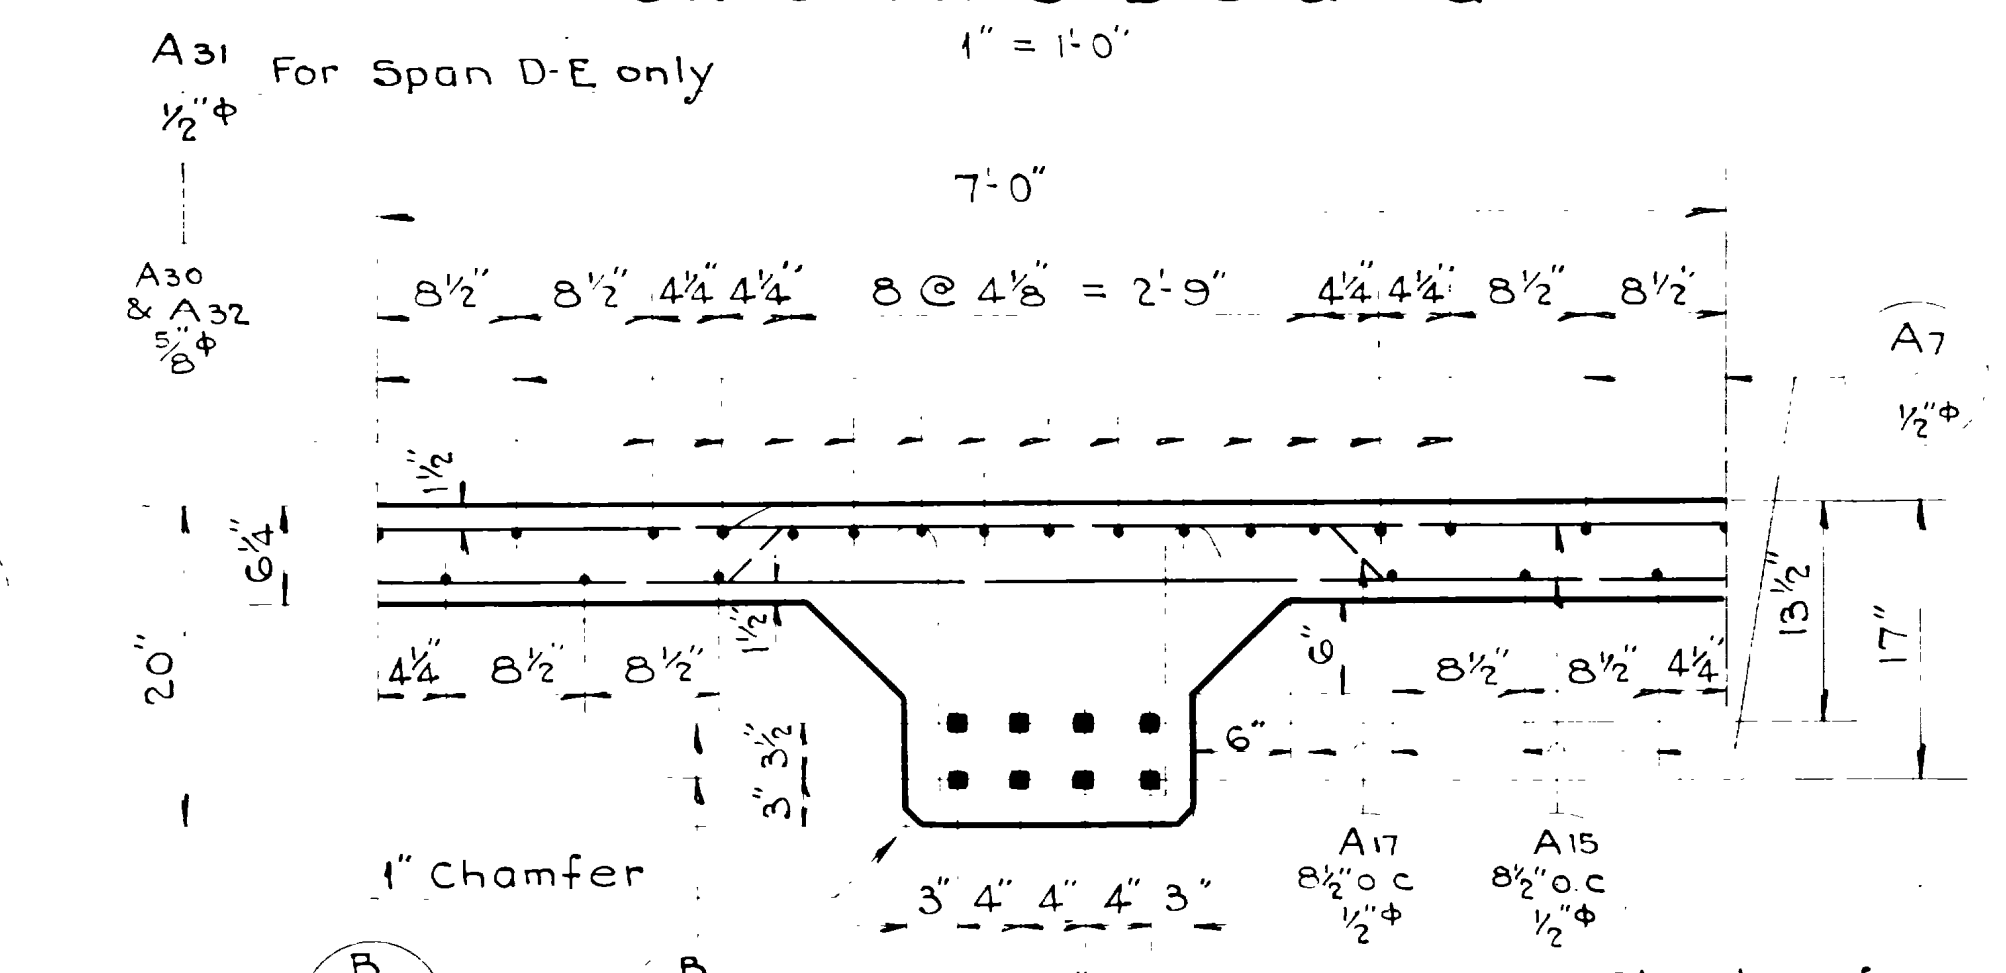 1" = 1'-0"
A31
For Span D-E only
1/2"Φ
7'-0"
A30
& A32
5/8"Φ
8 1/2" 8 1/2" 4 1/4" 4 1/4" 8 @ 4 1/8" = 2'-9" 4 1/4" 4 1/4" 8 1/2" 8 1/2"
A7
1/2"Φ
1 1/2"
6 1/4"
20"
13 1/2"
17"
4 1/4" 8 1/2" 8 1/2"
1 1/2"
6"
8 1/2" 8 1/2" 4 1/4"
3 1/2"
3"
6"
1" Chamfer
3" 4" 4" 4" 3"
A17
8 1/2" O C
1/2"Φ
A15
8 1/2" O.C
1/2"Φ